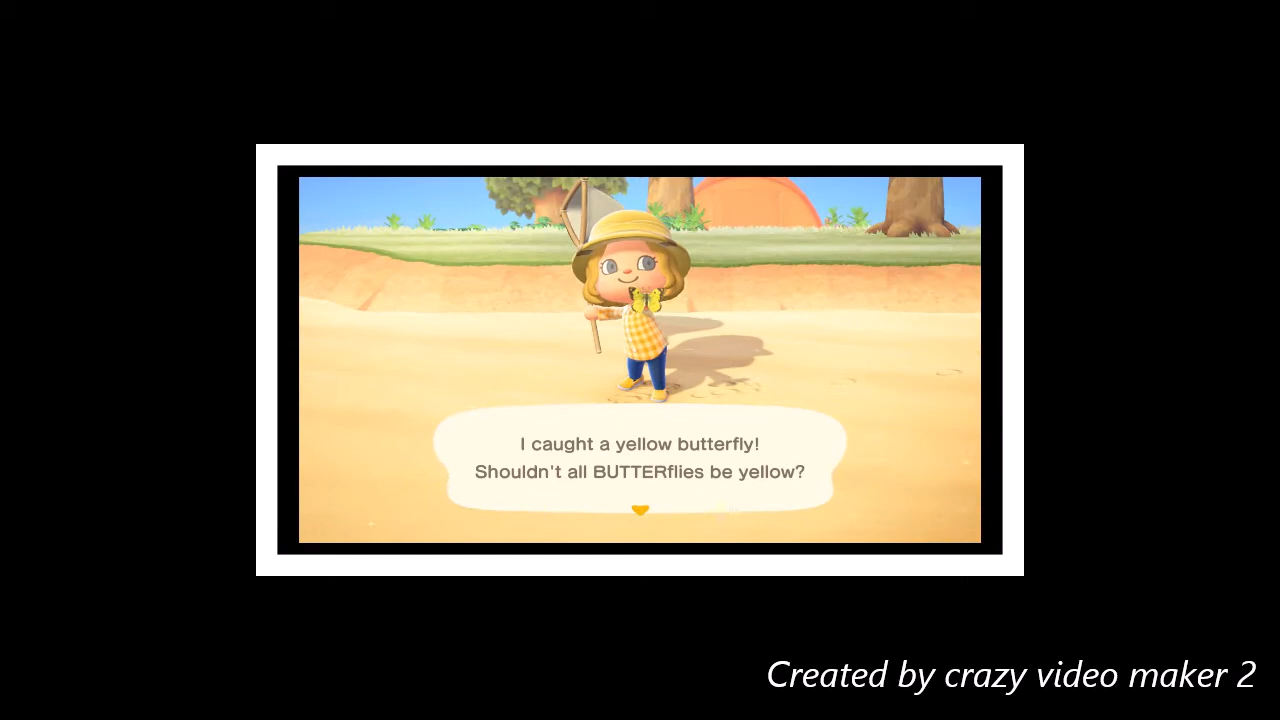 I caught a yellow butterfly!
Shouldn't all BUTTERflies be yellow?
Created by crazy video maker 2